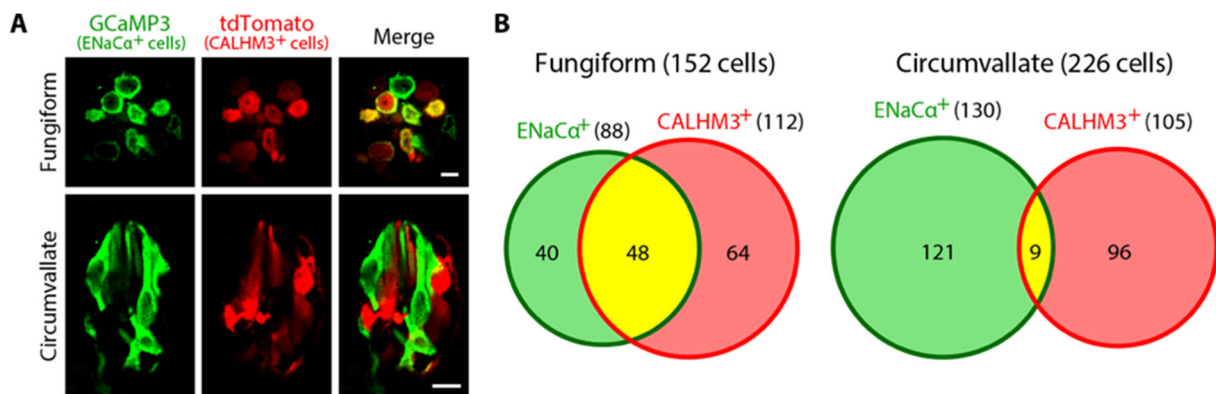 A
GCaMP3
(ENaCα⁺ cells)
tdTomato
(CALHM3⁺ cells)
Merge
Fungiform
Circumvallate
B
Fungiform (152 cells)
ENaCα⁺ (88)
CALHM3⁺ (112)
40
48
64
Circumvallate (226 cells)
ENaCα⁺ (130)
CALHM3⁺ (105)
121
9
96